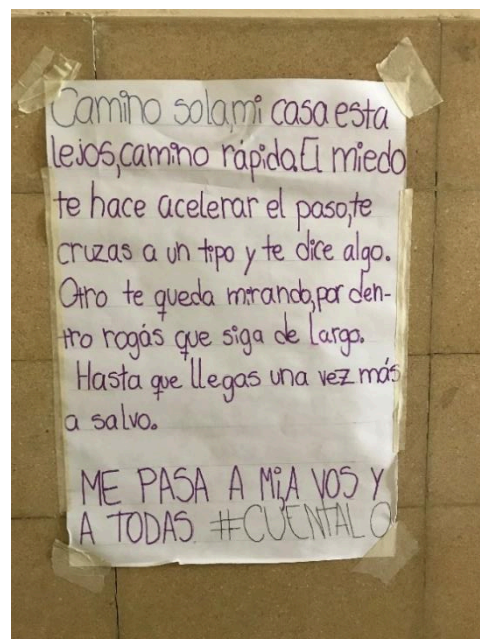 Camino sola,mi casa esta
lejos,camino rápido.El miedo
te hace acelerar el paso,te
cruzas a un tipo y te dice algo.
Otro te queda mirando,por den-
tro rogás que siga de largo.
Hasta que llegas una vez más
a salvo.
ME PASA A MI,A VOS Y
A TODAS. #CUENTALO